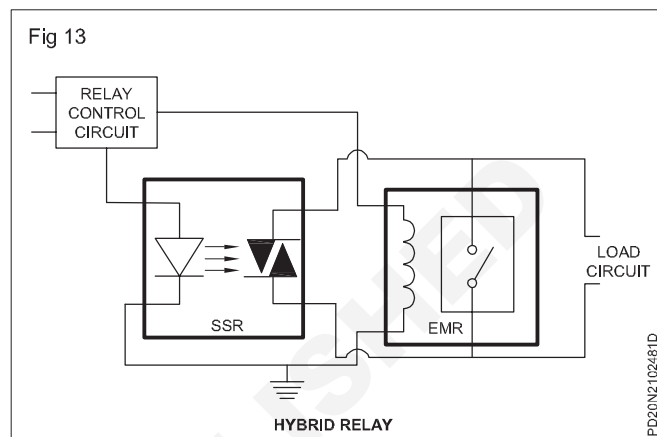 Fig 13
RELAY
CONTROL
CIRCUIT
SSR
EMR
LOAD
CIRCUIT
HYBRID RELAY
PD20N2102481D